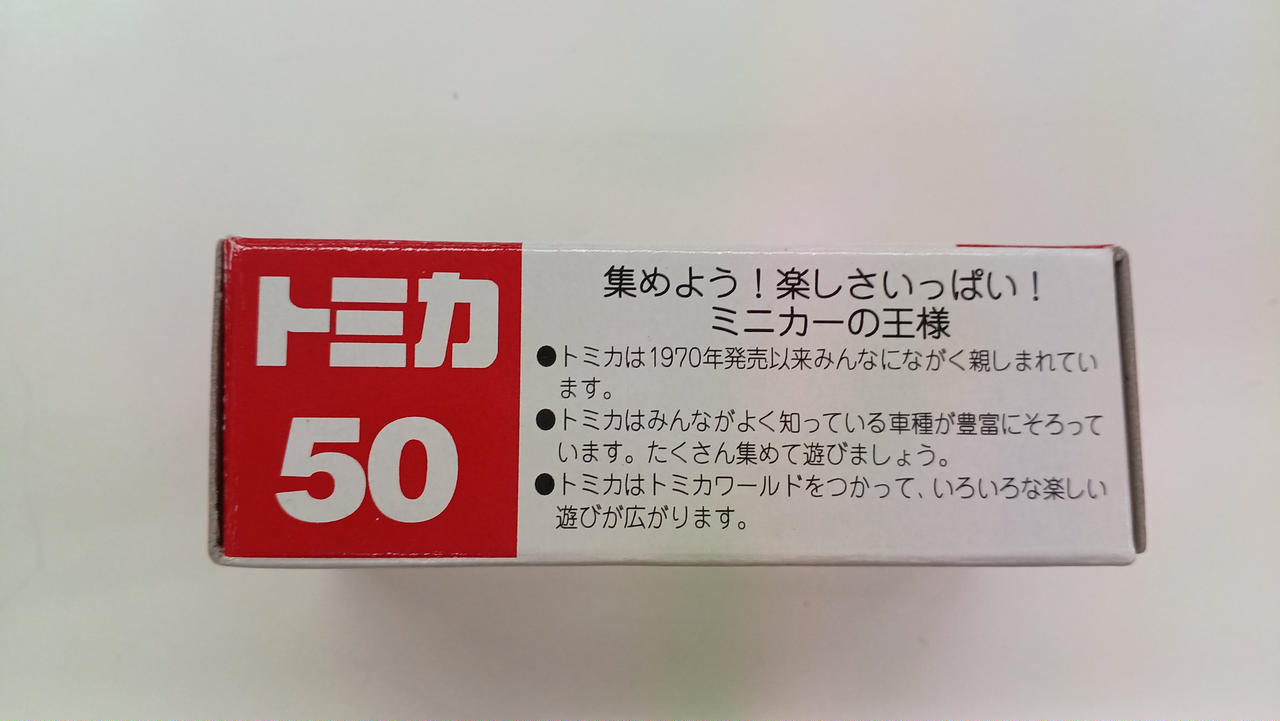 トミカ
50
集めよう！楽しさいっぱい！
ミニカーの王様
●トミカは1970年発売以来みんなにながく親しまれてい
ます。
●トミカはみんながよく知っている車種が豊富にそろって
います。たくさん集めて遊びましょう。
●トミカはトミカワールドをつかって、いろいろな楽しい
遊びが広がります。